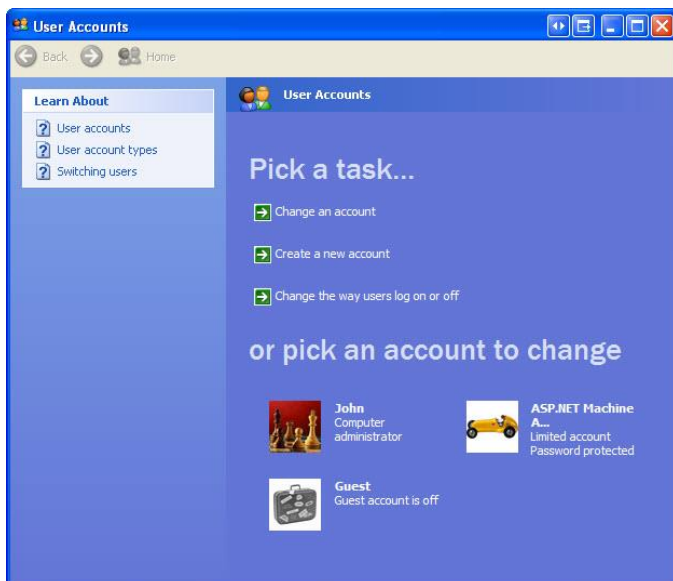 User Accounts
Back
Home
Learn About
User accounts
User account types
Switching users
User Accounts
Pick a task...
Change an account
Create a new account
Change the way users log on or off
or pick an account to change
John
Computer
administrator
ASP.NET Machine
A...
Limited account
Password protected
Guest
Guest account is off